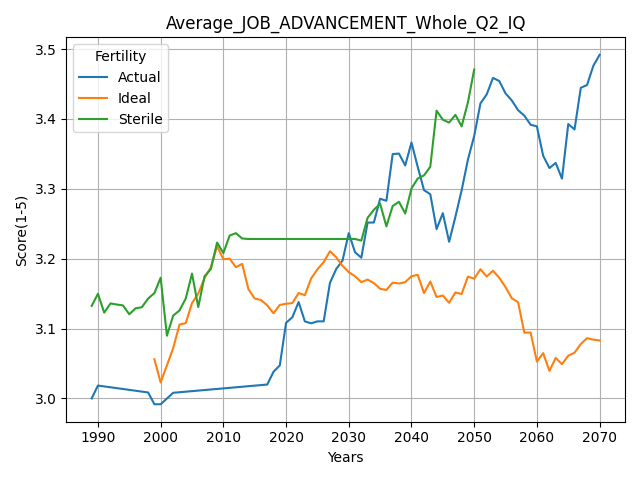 Average_JOB_ADVANCEMENT_Whole_Q2_IQ
Fertility
Actual
Ideal
Sterile
Score(1-5)
3.5
3.4
3.3
3.2
3.1
3.0
1990 2000 2010 2020 2030 2040 2050 2060 2070
Years